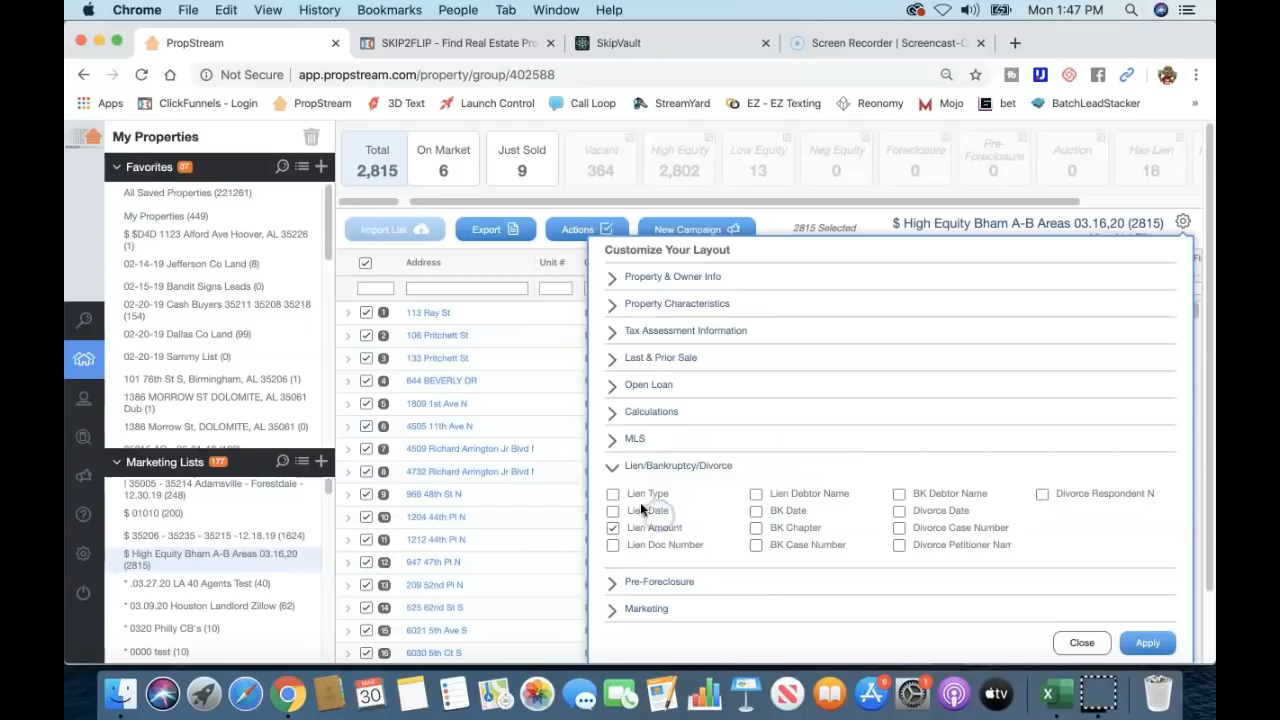 Chrome File Edit View History Bookmarks People Tab Window Help Mon 1:47 PM
PropStream SKIP2FLIP - Find Real Estate Pro SkipVault Screen Recorder | Screencast-O
Not Secure app.propstream.com/property/group/402588
Apps ClickFunnels - Login PropStream 3D Text Launch Control Call Loop StreamYard EZ - EZ Texting Reonomy Mojo bet BatchLeadStacker »
My Properties
Favorites 37
All Saved Properties (221261)
My Properties (449)
$ $D4D 1123 Alford Ave Hoover, AL 35226
(1)
02-14-19 Jefferson Co Land (8)
02-15-19 Bandit Signs Leads (0)
02-20-19 Cash Buyers 35211 35208 35218
(154)
02-20-19 Dallas Co Land (99)
02-20-19 Sammy List (0)
101 76th St S, Birmingham, AL 35206 (1)
1386 MORROW ST DOLOMITE, AL 35061
Dub (1)
1386 Morrow St, DOLOMITE, AL 35061 (0)
Marketing Lists 177
! 35005 - 35214 Adamsville - Forestdale -
12.30.19 (248)
$ 01010 (200)
$ 35206 - 35235 - 35215 -12.18.19 (1624)
$ High Equity Bham A-B Areas 03.16,20
(2815)
* .03.27.20 LA 40 Agents Test (40)
* 03.09.20 Houston Landlord Zillow (62)
* 0320 Philly CB's (10)
* 0000 test (10)
Total
2,815
On Market
6
Just Sold
9
Vacant
364
High Equity
2,802
Low Equity
13
Neg Equity
0
Foreclosure
0
Pre-
Foreclosure
0
Auction
0
Has Lien
18
Import List Export Actions New Campaign 2815 Selected $ High Equity Bham A-B Areas 03.16,20 (2815)
Address Unit #
1 113 Ray St
2 106 Pritchett St
3 133 Pritchett St
4 644 BEVERLY DR
5 1809 1st Ave N
6 4505 11th Ave N
7 4509 Richard Arrington Jr Blvd N
8 4732 Richard Arrington Jr Blvd N
9 969 48th St N
10 1204 44th Pl N
11 1212 44th Pl N
12 947 47th Pl N
13 209 52nd Pl N
14 525 62nd St S
15 6021 5th Ave S
16 6030 5th Ct S
Customize Your Layout
Property & Owner Info
Property Characteristics
Tax Assessment Information
Last & Prior Sale
Open Loan
Calculations
MLS
Lien/Bankruptcy/Divorce
Lien Type Lien Debtor Name BK Debtor Name Divorce Respondent N
Lien Date BK Date Divorce Date
Lien Amount BK Chapter Divorce Case Number
Lien Doc Number BK Case Number Divorce Petitioner Nam
Pre-Foreclosure
Marketing
Close Apply
MAR
30
6
tv